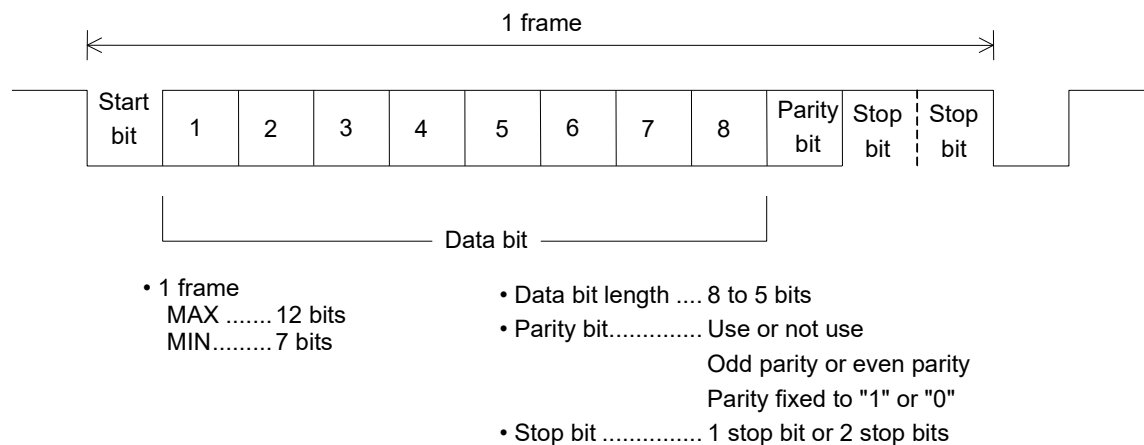 1 frame
Start bit
1 2 3 4 5 6 7 8
Parity bit
Stop bit
Stop bit
Data bit
• 1 frame
MAX ....... 12 bits
MIN......... 7 bits
• Data bit length .... 8 to 5 bits
• Parity bit.............. Use or not use
Odd parity or even parity
Parity fixed to "1" or "0"
• Stop bit ............... 1 stop bit or 2 stop bits